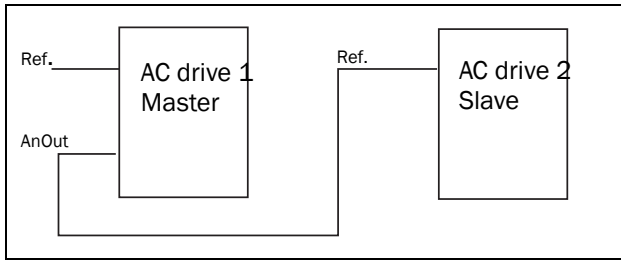 Ref.
AC drive 1
Master
AnOut
Ref.
AC drive 2
Slave